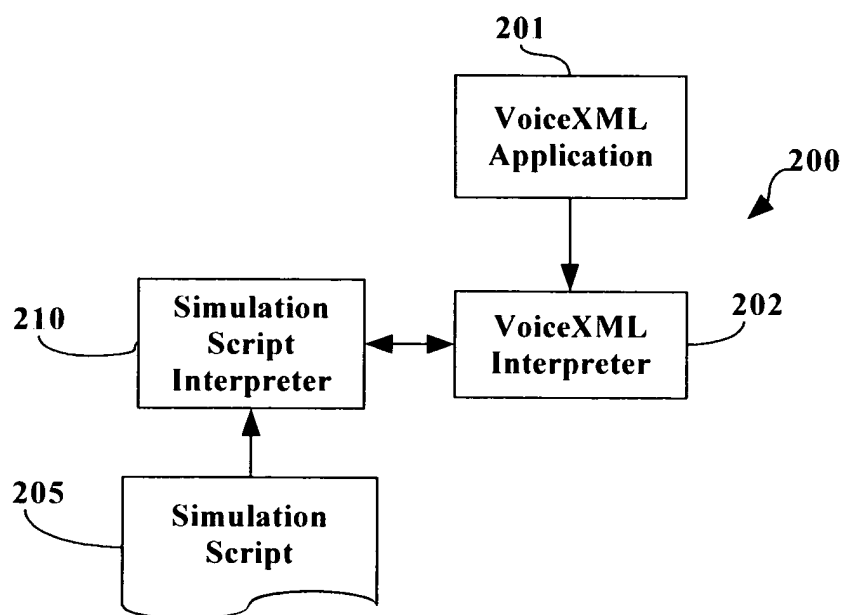 201
VoiceXML
Application
200
210
Simulation
Script
Interpreter
VoiceXML
Interpreter
202
205
Simulation
Script